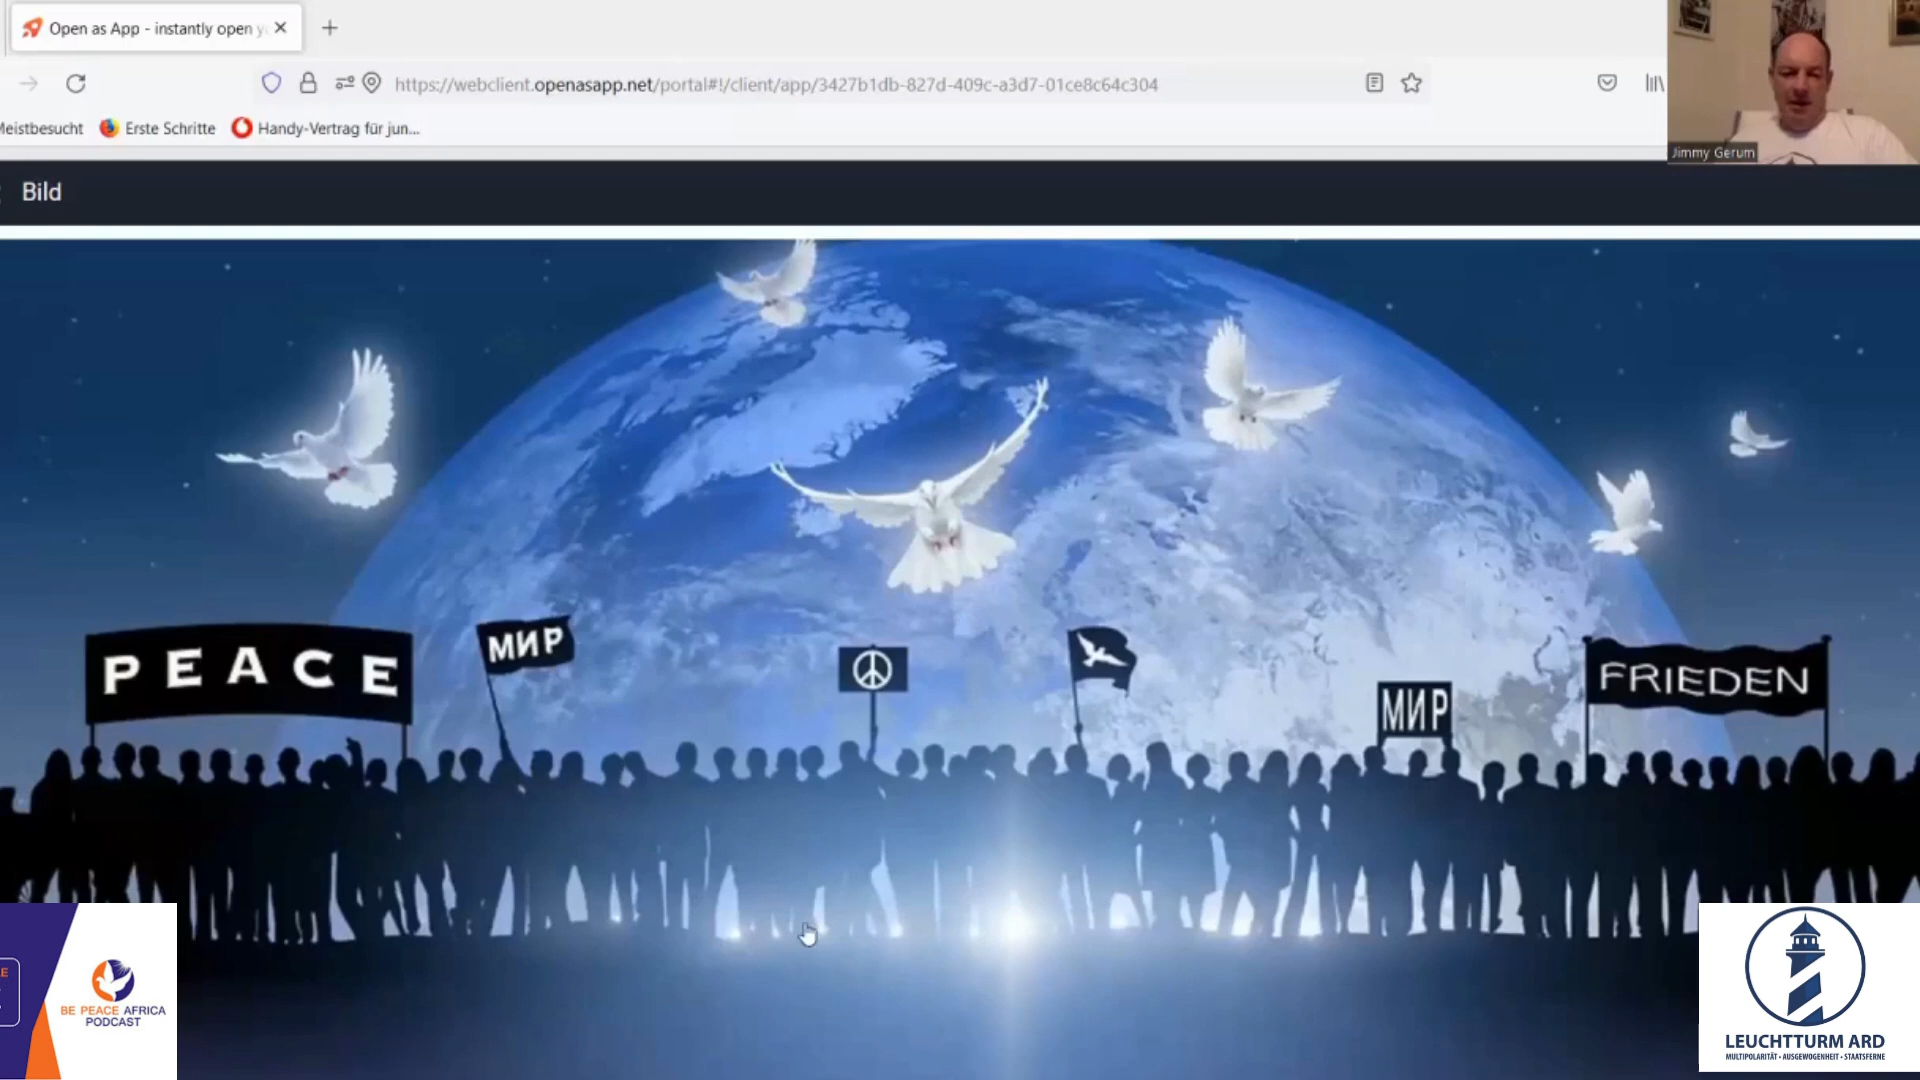 Open as App - instantly open y
https://webclient.openasapp.net/portal#!/client/app/3427b1db-827d-409c-a3d7-01ce8c64c304
Meistbesucht Erste Schritte Handy-Vertrag für jun...
Jimmy Gerum
Bild
PEACE
МИР
МИР
FRIEDEN
BE PEACE AFRICA
PODCAST
LEUCHTTURM ARD
MULTIPOLARITÄT • AUSGEWOGENHEIT • STAATSFERNE